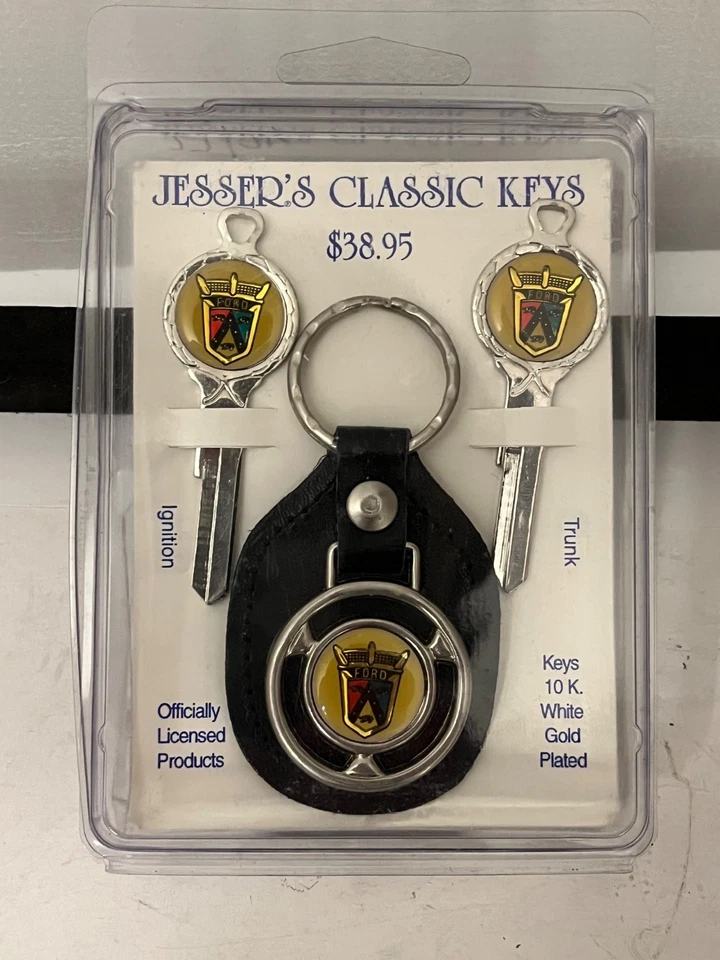 JESSER'S® CLASSIC KEYS
$38.95
FORD
FORD
Ignition
Trunk
FORD
Officially
Licensed
Products
Keys
10 K.
White
Gold
Plated